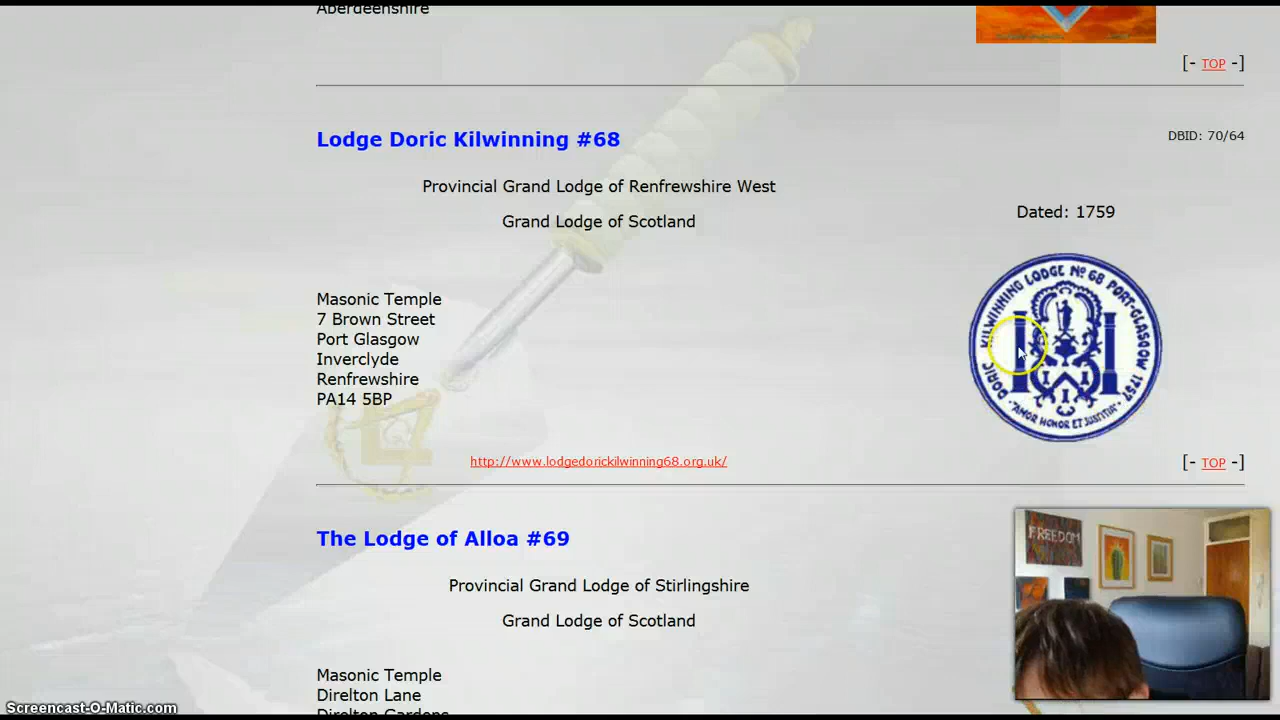 Aberdeenshire
[- TOP -]
Lodge Doric Kilwinning #68
DBID: 70/64
Provincial Grand Lodge of Renfrewshire West
Grand Lodge of Scotland
Dated: 1759
Masonic Temple
7 Brown Street
Port Glasgow
Inverclyde
Renfrewshire
PA14 5BP
DORIC KILWINNING LODGE No 68 PORT-GLASGOW 1757
"AMOR HONOR ET JUSTITIA"
http://www.lodgedorickilwinning68.org.uk/
[- TOP -]
The Lodge of Alloa #69
Provincial Grand Lodge of Stirlingshire
Grand Lodge of Scotland
FREEDOM
Masonic Temple
Direlton Lane
Direlton Gardens
Screencast-O-Matic.com